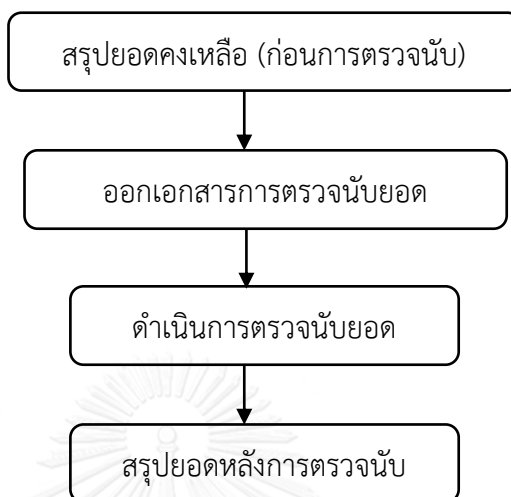 สรุปยอดคงเหลือ (ก่อนการตรวจนับ)
ออกเอกสารการตรวจนับยอด
ดำเนินการตรวจนับยอด
สรุปยอดหลังการตรวจนับ